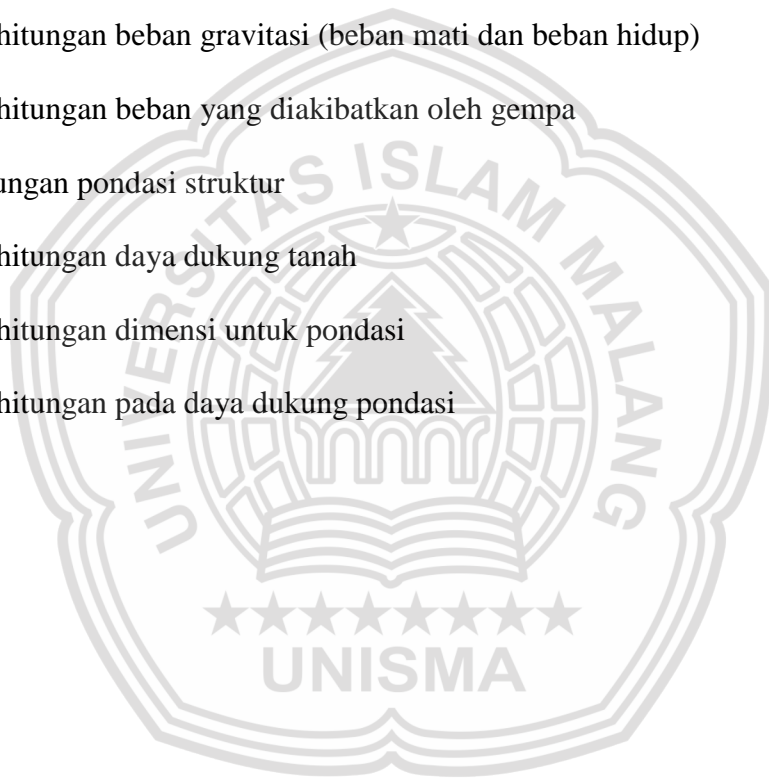 hitungan beban gravitasi (beban mati dan beban hidup)
hitungan beban yang diakibatkan oleh gempa
ungan pondasi struktur
hitungan daya dukung tanah
hitungan dimensi untuk pondasi
hitungan pada daya dukung pondasi
UNIVERSITAS ISLAM MALANG
UNISMA